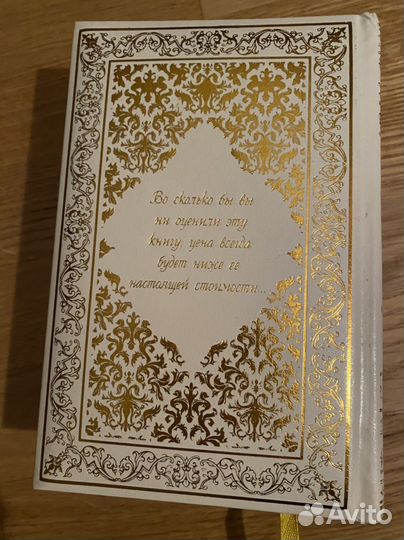 Во сколько бы вы
ни оценили эту
книгу, цена всегда
будет ниже ее
настоящей стоимости...
Avito